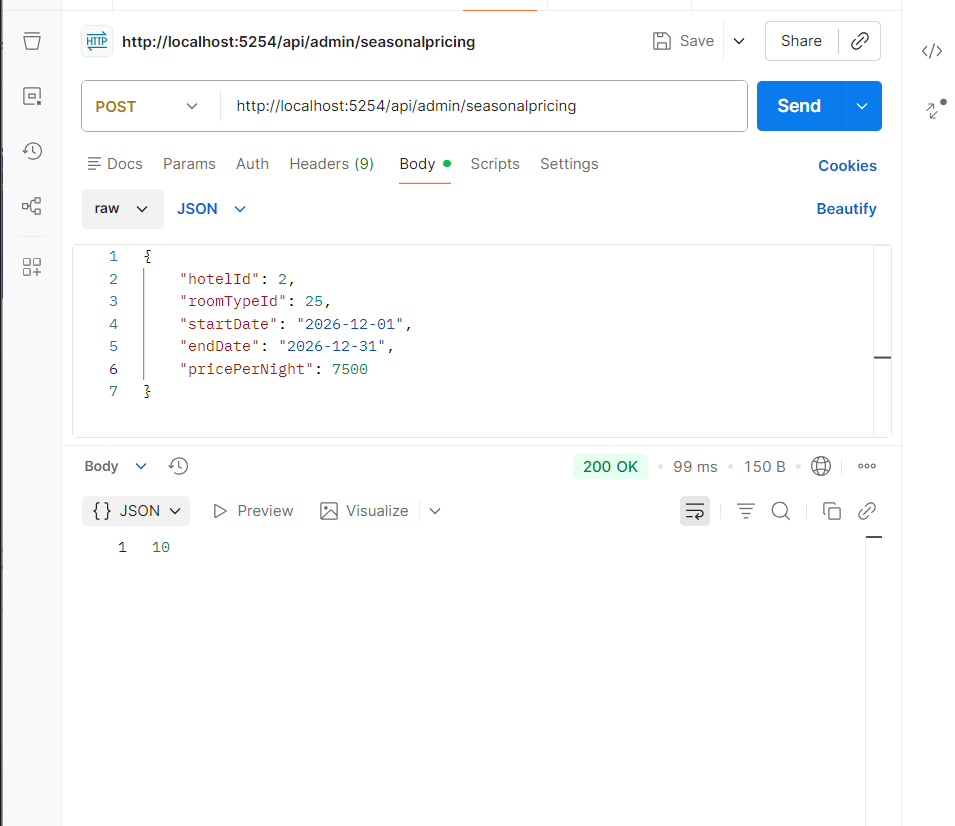 HTTP http://localhost:5254/api/admin/seasonalpricing Save Share
POST http://localhost:5254/api/admin/seasonalpricing Send
Docs Params Auth Headers (9) Body Scripts Settings Cookies
raw JSON Beautify
1 {
2 "hotelId": 2,
3 "roomTypeId": 25,
4 "startDate": "2026-12-01",
5 "endDate": "2026-12-31",
6 "pricePerNight": 7500
7 }
Body 200 OK • 99 ms • 150 B •
{} JSON Preview Visualize
1 10